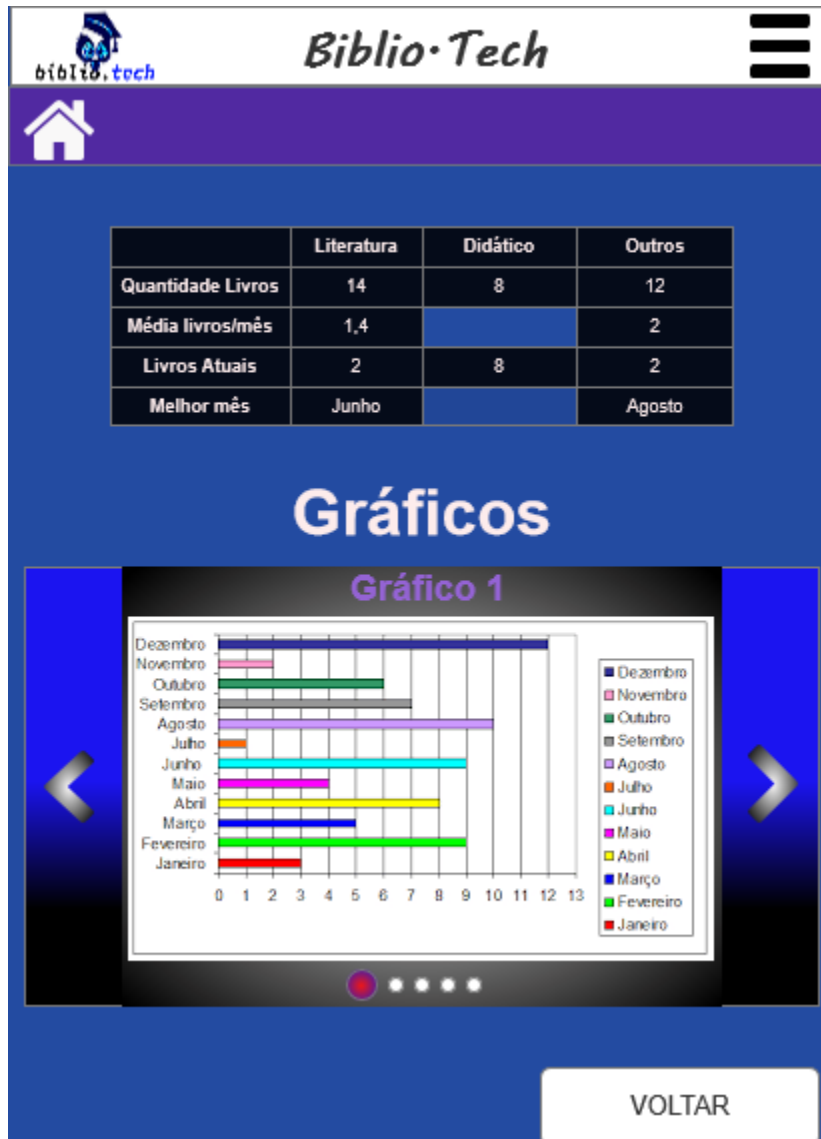 biblio.tech
Biblio·Tech
Literatura Didático Outros
Quantidade Livros 14 8 12
Média livros/mês 1,4 2
Livros Atuais 2 8 2
Melhor mês Junho Agosto
Gráficos
Gráfico 1
Dezembro
Novembro
Outubro
Setembro
Agosto
Julho
Junho
Maio
Abril
Março
Fevereiro
Janeiro
0 1 2 3 4 5 6 7 8 9 10 11 12 13
Dezembro
Novembro
Outubro
Setembro
Agosto
Julho
Junho
Maio
Abril
Março
Fevereiro
Janeiro
VOLTAR